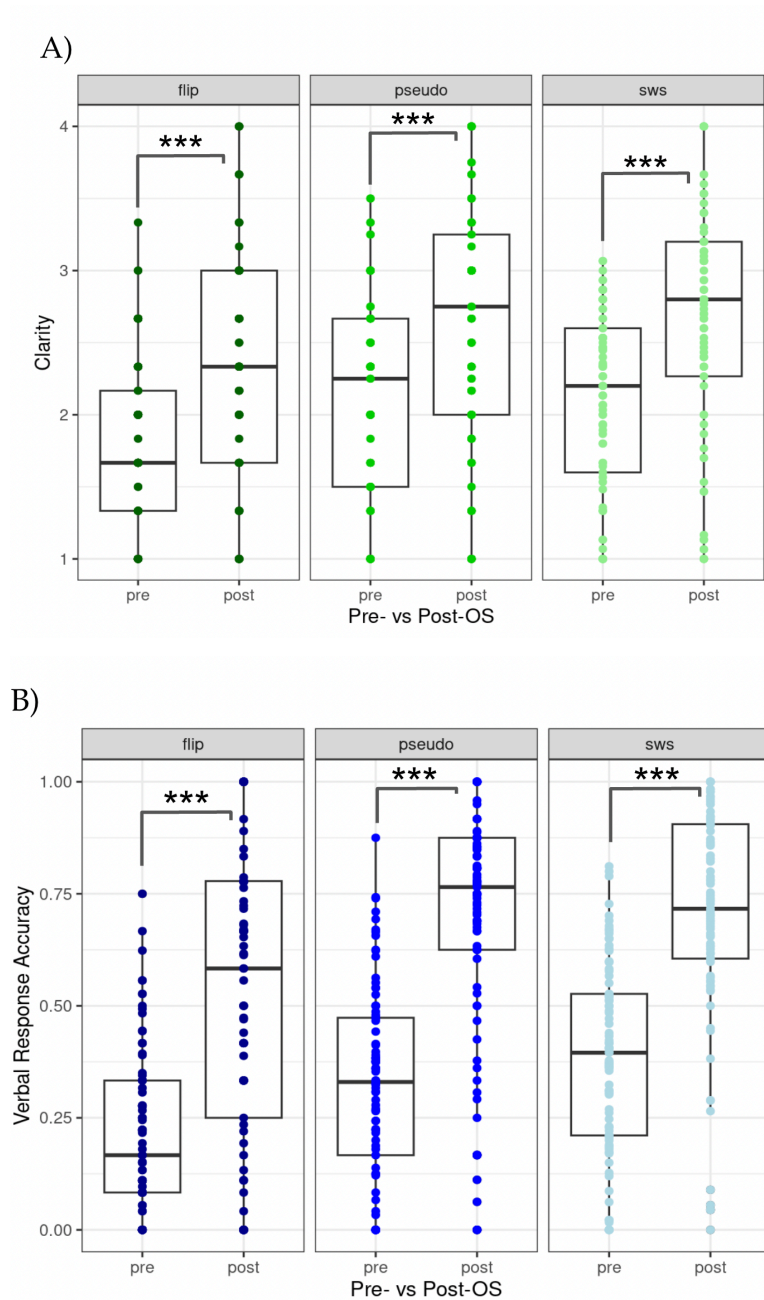 A)
flip pseudo sws
*** *** ***
4
3
2
1
Clarity
pre post pre post pre post
Pre- vs Post-OS
B)
flip pseudo sws
*** *** ***
1.00
0.75
0.50
0.25
0.00
Verbal Response Accuracy
pre post pre post pre post
Pre- vs Post-OS